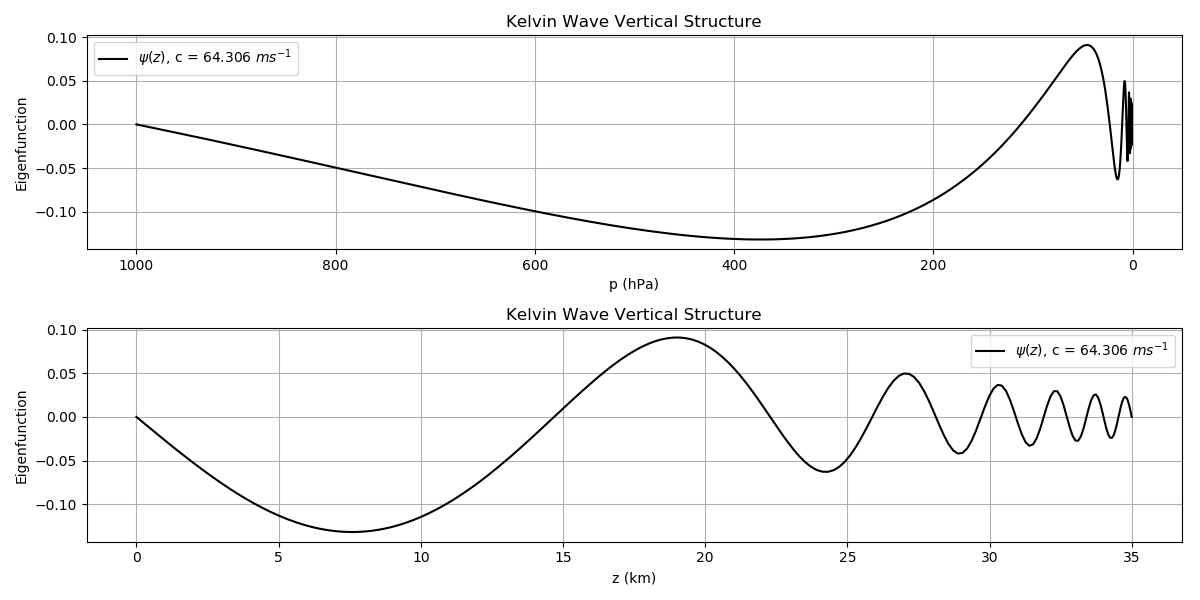 Kelvin Wave Vertical Structure
0.10
0.05
0.00
−0.05
−0.10
Eigenfunction
ψ(z), c = 64.306 ms⁻¹
1000 800 600 400 200 0
p (hPa)
Kelvin Wave Vertical Structure
0.10
0.05
0.00
−0.05
−0.10
Eigenfunction
ψ(z), c = 64.306 ms⁻¹
0 5 10 15 20 25 30 35
z (km)